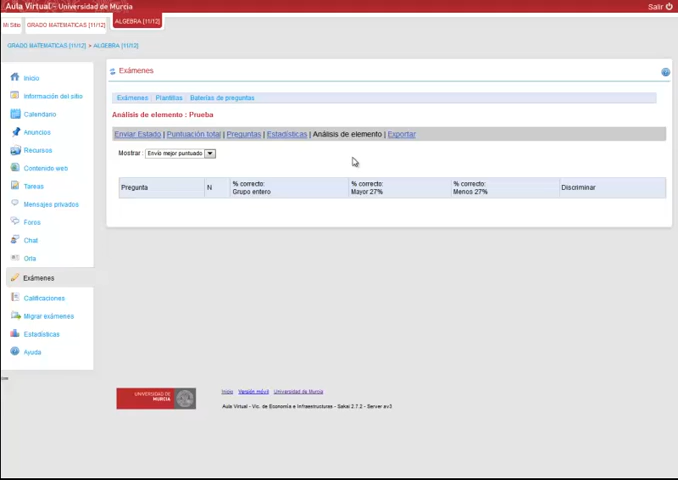 Aula Virtual - Universidad de Murcia
Salir
Mi Sitio
GRADO MATEMATICAS [11/12]
ALGEBRA [11/12]
GRADO MATEMATICAS [11/12] > ALGEBRA [11/12]
Inicio
Información del sitio
Calendario
Anuncios
Recursos
Contenido web
Tareas
Mensajes privados
Foros
Chat
Orla
Exámenes
Calificaciones
Migrar exámenes
Estadísticas
Ayuda
Exámenes
Exámenes Plantillas Baterías de preguntas
Análisis de elemento : Prueba
Enviar Estado | Puntuación total | Preguntas | Estadísticas | Análisis de elemento | Exportar
Mostrar : Envío mejor puntuado
Pregunta
N
% correcto:
Grupo entero
% correcto:
Mayor 27%
% correcto:
Menos 27%
Discriminar
UNIVERSIDAD DE
MURCIA
Inicio Versión móvil Universidad de Murcia
Aula Virtual - Vic. de Economía e Infraestructuras - Sakai 2.7.2 - Server av3